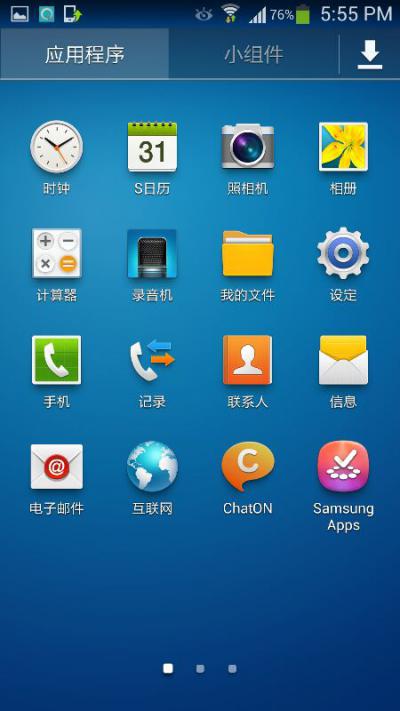 76% 5:55 PM
应用程序 小组件
31
时钟 S日历 照相机 相册
计算器 录音机 我的文件 设定
手机 记录 联系人 信息
@
C
电子邮件 互联网 ChatON Samsung
Apps